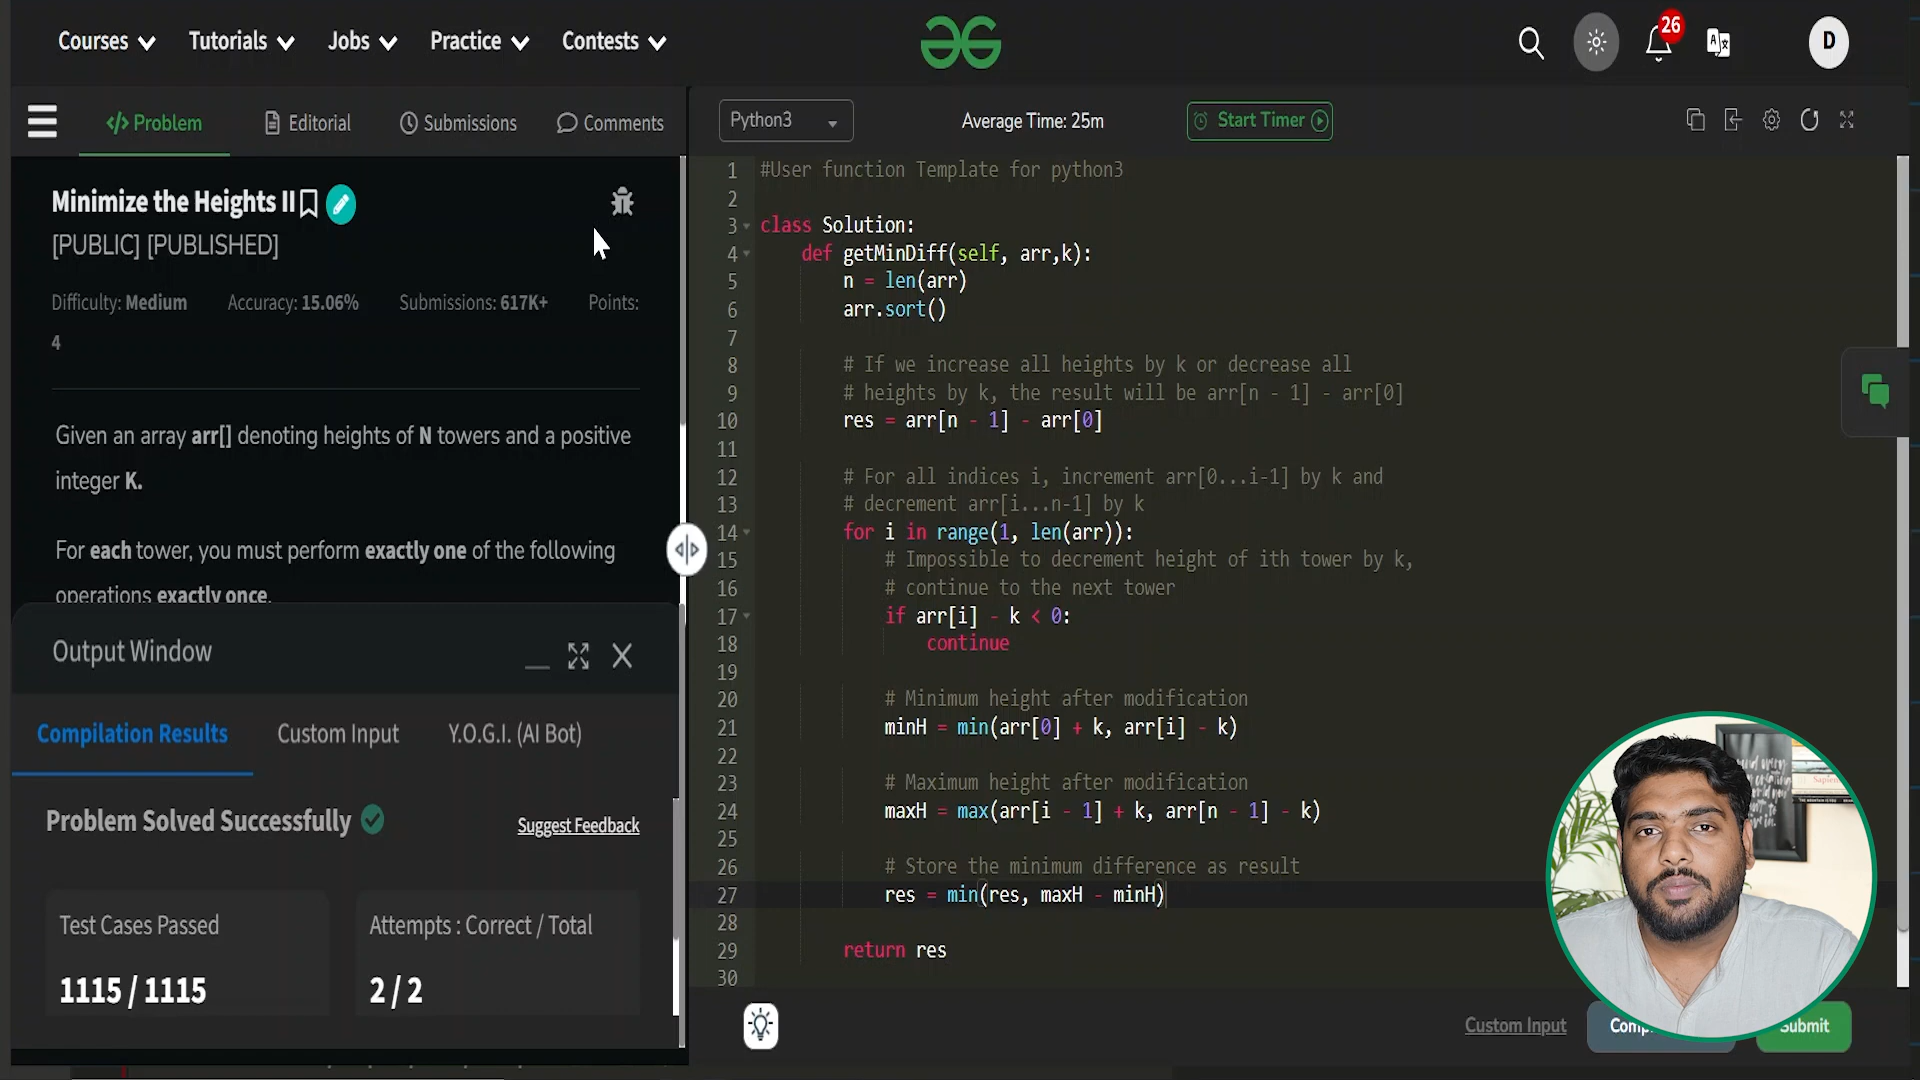 Courses Tutorials Jobs Practice Contests 26 D
Problem Editorial Submissions Comments
Python3 Average Time: 25m Start Timer
Minimize the Heights II
[PUBLIC] [PUBLISHED]
Difficulty: Medium Accuracy: 15.06% Submissions: 617K+ Points:
4
Given an array arr[] denoting heights of N towers and a positive
integer K.
For each tower, you must perform exactly one of the following
operations exactly once.
Output Window
Compilation Results Custom Input Y.O.G.I. (AI Bot)
Problem Solved Successfully Suggest Feedback
Test Cases Passed Attempts : Correct / Total
1115 / 1115 2 / 2
1 #User function Template for python3
2
3 class Solution:
4 def getMinDiff(self, arr,k):
5 n = len(arr)
6 arr.sort()
7
8 # If we increase all heights by k or decrease all
9 # heights by k, the result will be arr[n - 1] - arr[0]
10 res = arr[n - 1] - arr[0]
11
12 # For all indices i, increment arr[0...i-1] by k and
13 # decrement arr[i...n-1] by k
14 for i in range(1, len(arr)):
15 # Impossible to decrement height of ith tower by k,
16 # continue to the next tower
17 if arr[i] - k < 0:
18 continue
19
20 # Minimum height after modification
21 minH = min(arr[0] + k, arr[i] - k)
22
23 # Maximum height after modification
24 maxH = max(arr[i - 1] + k, arr[n - 1] - k)
25
26 # Store the minimum difference as result
27 res = min(res, maxH - minH)
28
29 return res
30
Custom Input Submit